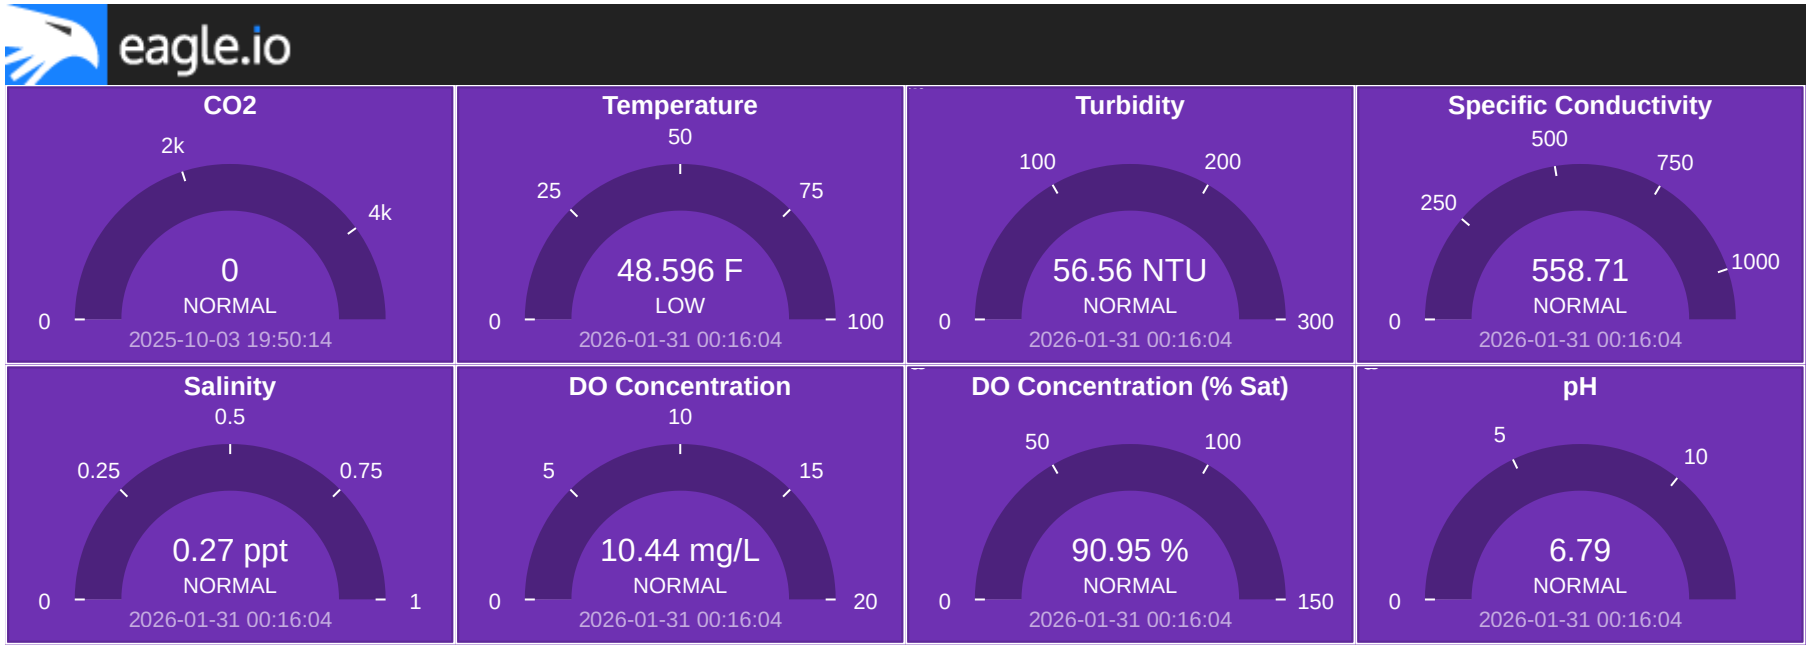 eagle.io
CO2
2k
4k
0
0
NORMAL
2025-10-03 19:50:14
Temperature
50
25
75
0
100
48.596 F
LOW
2026-01-31 00:16:04
Turbidity
100
200
0
300
56.56 NTU
NORMAL
2026-01-31 00:16:04
Specific Conductivity
500
750
250
1000
0
558.71
NORMAL
2026-01-31 00:16:04
Salinity
0.5
0.25
0.75
0
1
0.27 ppt
NORMAL
2026-01-31 00:16:04
DO Concentration
10
5
15
0
20
10.44 mg/L
NORMAL
2026-01-31 00:16:04
DO Concentration (% Sat)
50
100
0
150
90.95 %
NORMAL
2026-01-31 00:16:04
pH
5
10
0
6.79
NORMAL
2026-01-31 00:16:04